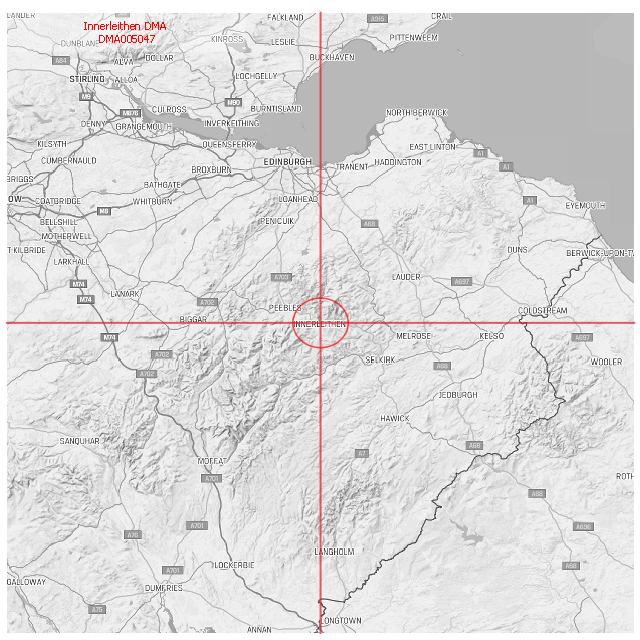 LANDER
FALKLAND
A915
CRAIL
Innerleithen DMA
DMA00504.7
DUNBLANE
KINROSS
LESLIE
PITTENWEEM
A84
ALVA
DOLLAR
BUCKHAVEN
STIRLING
ALLOA
LOCHGELLY
M9
M90
CULROSS
BURNTISLAND
M876
NORTH BERWICK
DENNY
GRANGEMOUTH
INVERKEITHING
KILSYTH
QUEENSFERRY
EAST LINTON
A1
CUMBERNAULD
EDINBURGH
TRANENT
HADDINGTON
A1
BROXBURN
BRIGGS
BATHGATE
OW
COATBRIDGE
WHITBURN
LOANHEAD
A1
EYEMOUTH
M8
BELLSHILL
PENICUIK
A68
MOTHERWELL
T KILBRIDE
DUNS
BERWICK-UPON-TW
LARKHALL
A703
LAUDER
A697
M74
LANARK
M74
A702
PEEBLES
COLDSTREAM
BIGGAR
INNERLEITHEN
M74
MELROSE
KELSO
A697
A702
SELKIRK
A68
WOOLER
A702
JEDBURGH
HAWICK
SANQUHAR
A68
A7
MOFFAT
A701
ROTH
A68
A701
A76
A696
LANGHOLM
LOCKERBIE
A68
A701
GALLOWAY
DUMFRIES
A75
LONGTOWN
ANNAN